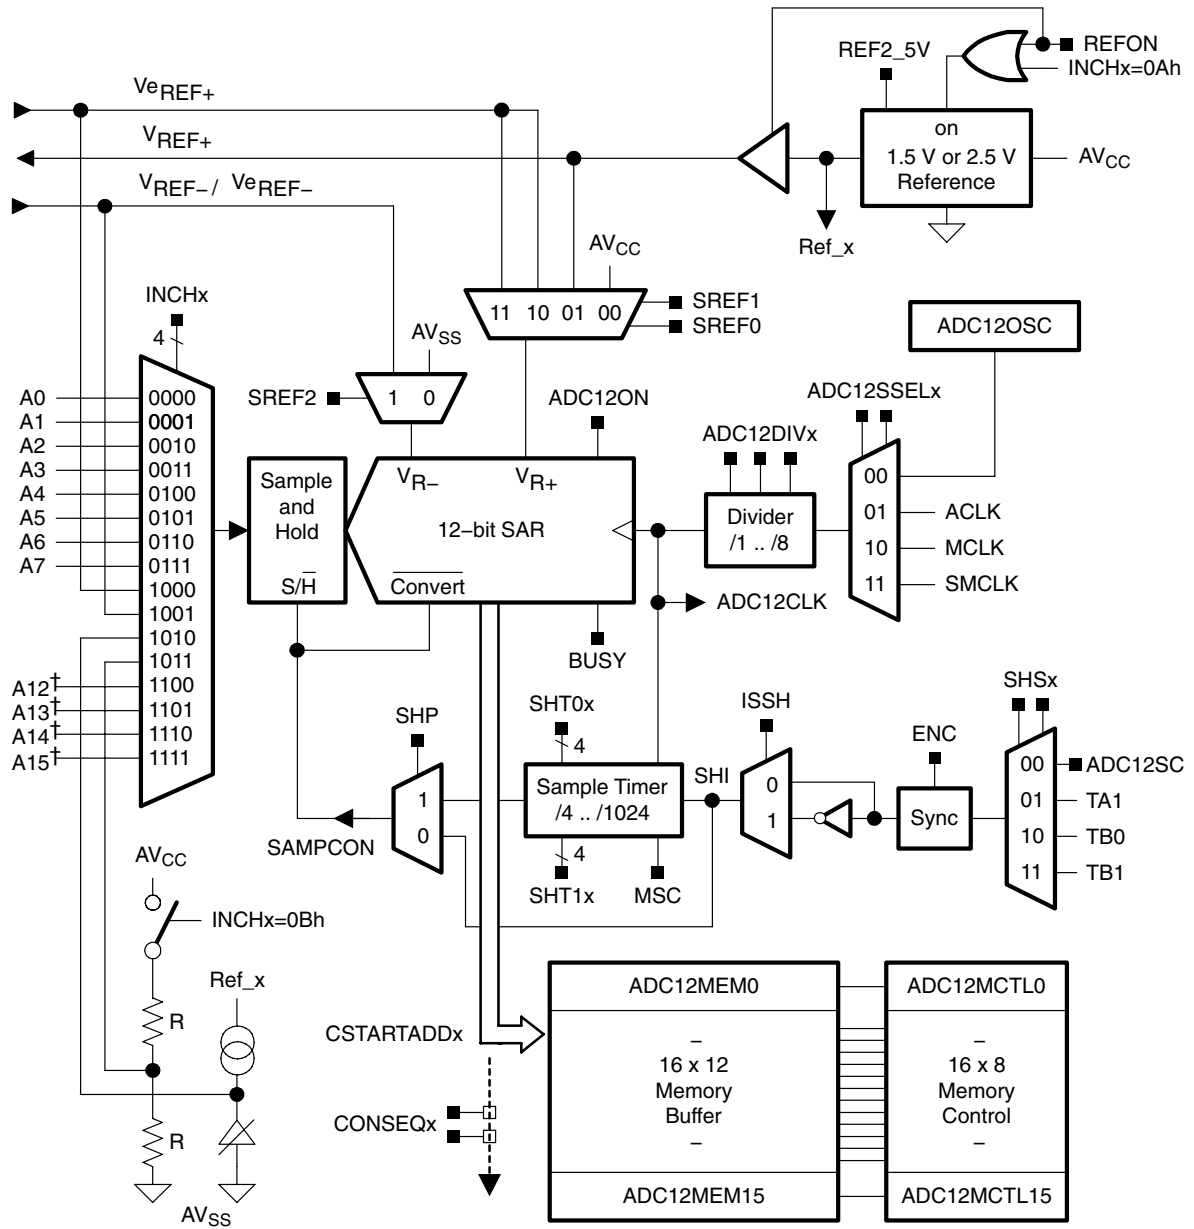 REFON
INCHx=0Ah
REF2_5V
VeREF+
VREF+
VREF− / VeREF−
on
1.5 V or 2.5 V
Reference
AVCC
Ref_x
AVCC
INCHx
4
11 10 01 00
SREF1
SREF0
ADC12OSC
AVSS
SREF2
1 0
ADC12ON
ADC12SSELx
ADC12DIVx
A0
A1
A2
A3
A4
A5
A6
A7
A12†
A13†
A14†
A15†
0000
0001
0010
0011
0100
0101
0110
0111
1000
1001
1010
1011
1100
1101
1110
1111
Sample
and
Hold
S/H
VR−
VR+
12−bit SAR
Convert
Divider
/1 .. /8
00
01
10
11
ACLK
MCLK
SMCLK
ADC12CLK
BUSY
SHP
SHT0x
4
ISSH
ENC
SHSx
1
0
SAMPCON
Sample Timer
/4 .. /1024
SHI
4
SHT1x
MSC
0
1
Sync
00
01
10
11
ADC12SC
TA1
TB0
TB1
AVCC
INCHx=0Bh
Ref_x
R
R
AVSS
CSTARTADDx
CONSEQx
ADC12MEM0
–
16 x 12
Memory
Buffer
–
ADC12MEM15
ADC12MCTL0
–
16 x 8
Memory
Control
–
ADC12MCTL15